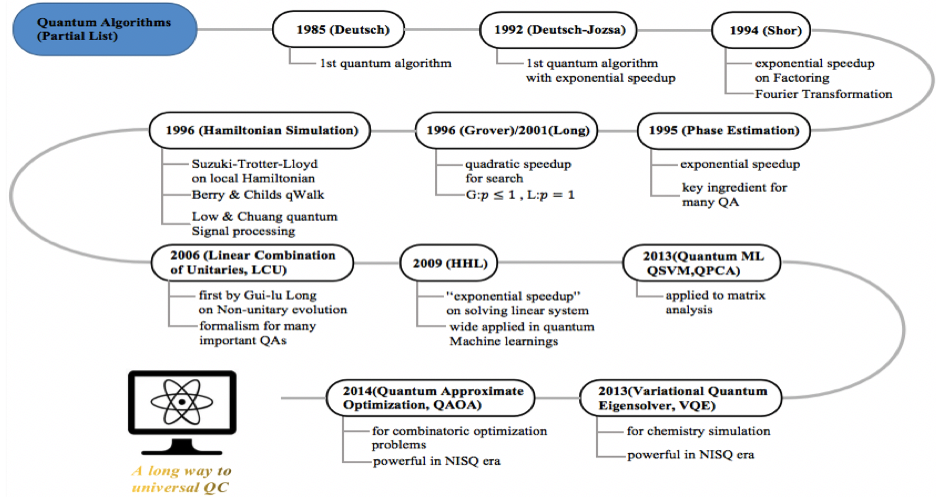 Quantum Algorithms
(Partial List)
1985 (Deutsch)
1st quantum algorithm
1992 (Deutsch-Jozsa)
1st quantum algorithm
with exponential speedup
1994 (Shor)
exponential speedup
on Factoring
Fourier Transformation
1995 (Phase Estimation)
exponential speedup
key ingredient for
many QA
1996 (Grover)/2001(Long)
quadratic speedup
for search
G:p ≤ 1 , L:p = 1
1996 (Hamiltonian Simulation)
Suzuki-Trotter-Lloyd
on local Hamiltonian
Berry & Childs qWalk
Low & Chuang quantum
Signal processing
2006 (Linear Combination
of Unitaries, LCU)
first by Gui-lu Long
on Non-unitary evolution
formalism for many
important QAs
2009 (HHL)
"exponential speedup"
on solving linear system
wide applied in quantum
Machine learnings
2013(Quantum ML
QSVM,QPCA)
applied to matrix
analysis
2013(Variational Quantum
Eigensolver, VQE)
for chemistry simulation
powerful in NISQ era
2014(Quantum Approximate
Optimization, QAOA)
for combinatoric optimization
problems
powerful in NISQ era
A long way to
universal QC